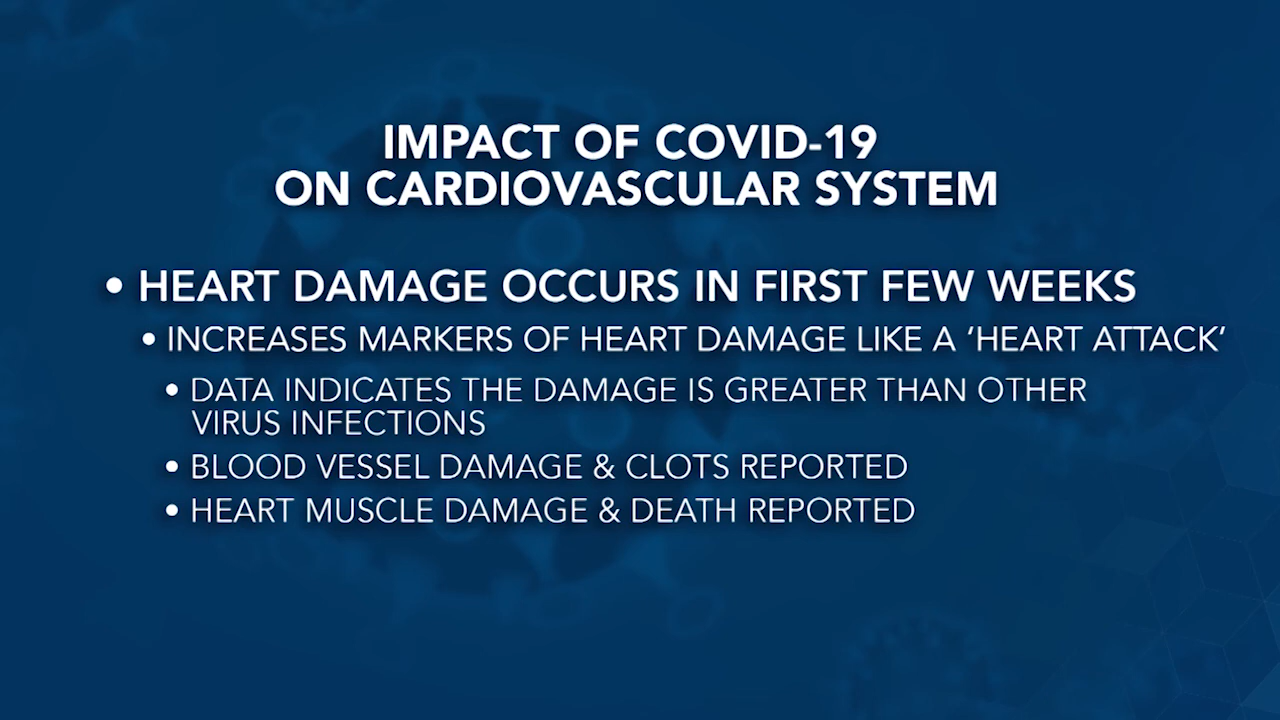 IMPACT OF COVID-19
ON CARDIOVASCULAR SYSTEM
• HEART DAMAGE OCCURS IN FIRST FEW WEEKS
• INCREASES MARKERS OF HEART DAMAGE LIKE A ‘HEART ATTACK’
• DATA INDICATES THE DAMAGE IS GREATER THAN OTHER
VIRUS INFECTIONS
• BLOOD VESSEL DAMAGE & CLOTS REPORTED
• HEART MUSCLE DAMAGE & DEATH REPORTED